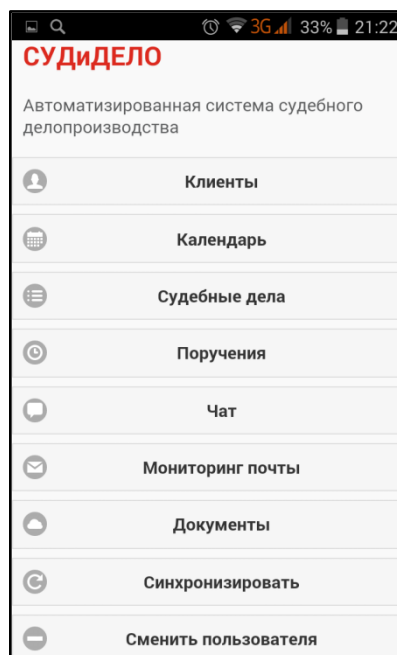 3G 33% 21:22
СУДиДЕЛО
Автоматизированная система судебного
делопроизводства
Клиенты
Календарь
Судебные дела
Поручения
Чат
Мониторинг почты
Документы
Синхронизировать
Сменить пользователя